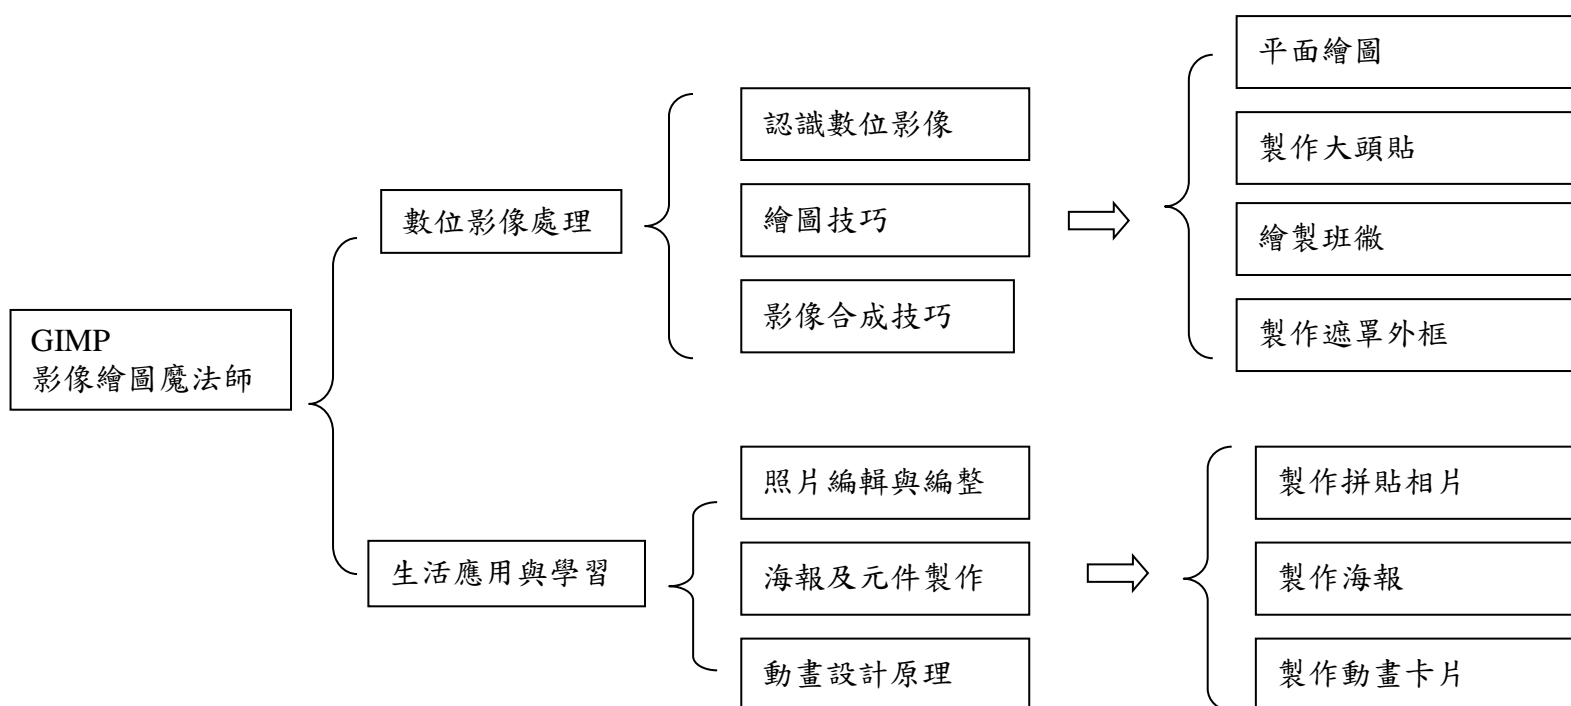 GIMP
影像繪圖魔法師
數位影像處理
認識數位影像
繪圖技巧
影像合成技巧
平面繪圖
製作大頭貼
繪製班微
製作遮罩外框
生活應用與學習
照片編輯與編整
海報及元件製作
動畫設計原理
製作拼貼相片
製作海報
製作動畫卡片